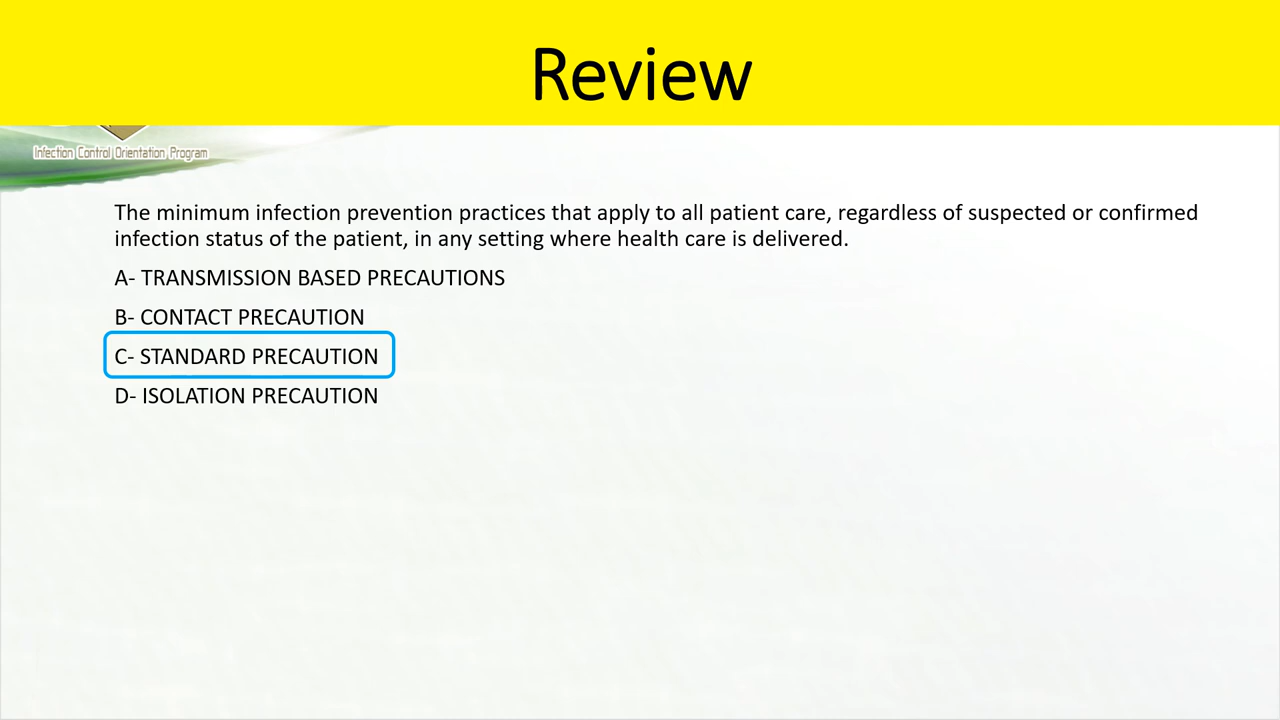 Review
Infection Control Orientation Program
The minimum infection prevention practices that apply to all patient care, regardless of suspected or confirmed
infection status of the patient, in any setting where health care is delivered.
A- TRANSMISSION BASED PRECAUTIONS
B- CONTACT PRECAUTION
C- STANDARD PRECAUTION
D- ISOLATION PRECAUTION